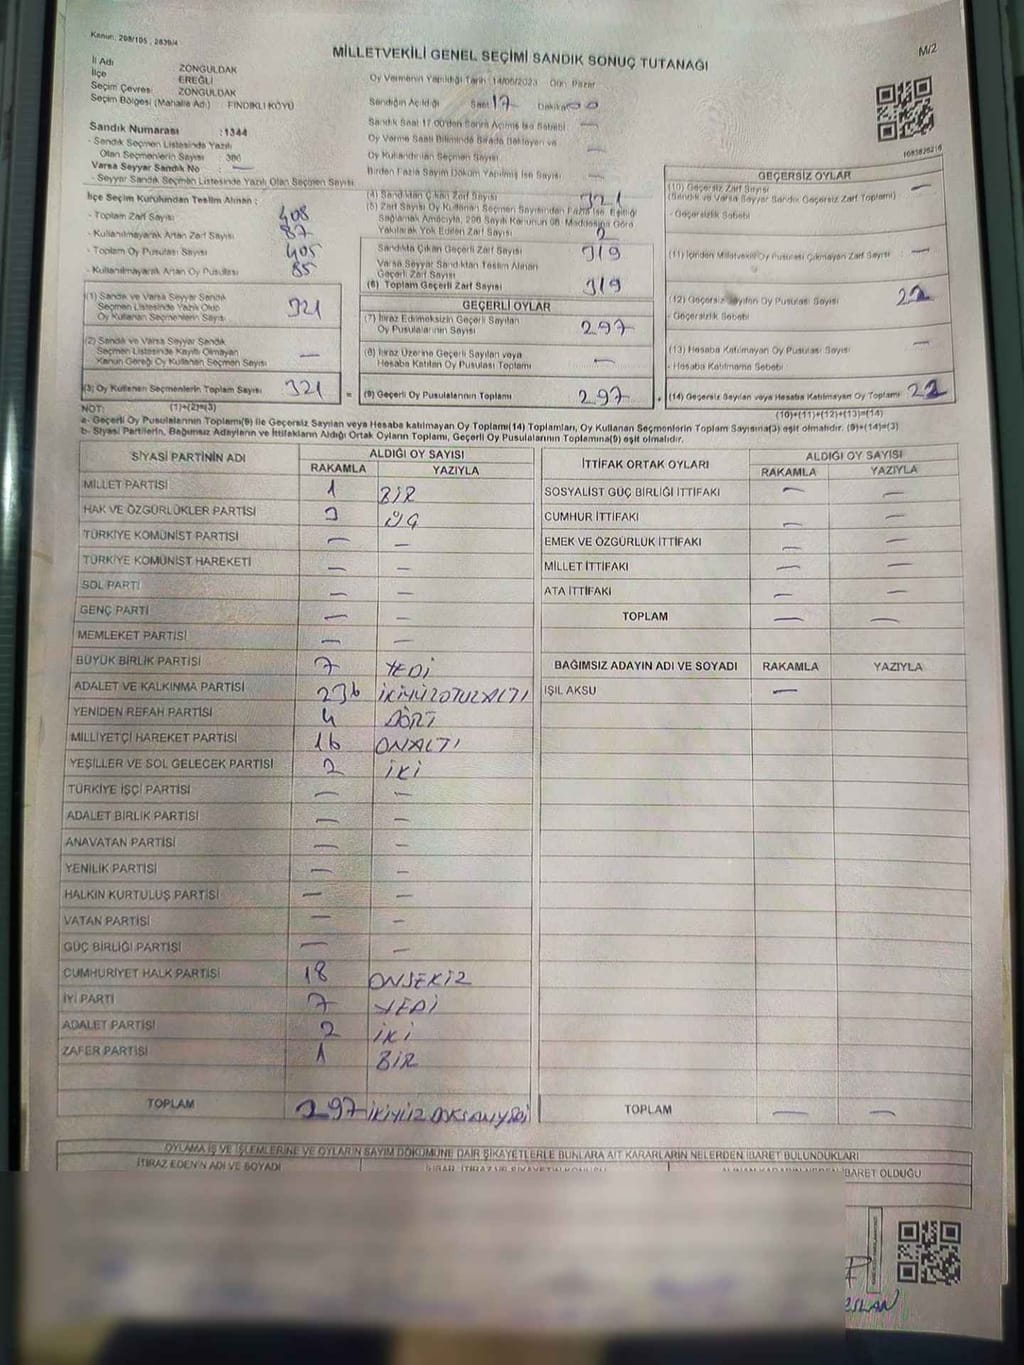 Kanun: 298/105 , 2839/4
MİLLETVEKİLİ GENEL SEÇİMİ SANDIK SONUÇ TUTANAĞI
M/2
İl Adı ZONGULDAK
İlçe EREĞLİ
Seçim Çevresi ZONGULDAK
Seçim Bölgesi (Mahalle Adı) FINDIKLI KÖYÜ
Sandık Numarası : 1344
- Sandık Seçmen Listesinde Yazılı
Olan Seçmenlerin Sayısı
Varsa Seyyar Sandık No : —
- Seyyar Sandık Seçmen Listesinde Yazılı Olan Seçmen Sayısı
Oy Vermenin Yapıldığı Tarih: 14/05/2023 Gün: Pazar
Sandığın Açıldığı Saat 17 Dakika 00
Sandık Saat 17:00'den Sonra Açılmış İse Sebebi —
Oy Verme Saati Bitiminde Sırada Bekleyen ve
Oy Kullandırılan Seçmen Sayısı —
Birden Fazla Sayım Döküm Yapılmış İse Sayısı —
İlçe Seçim Kurulundan Teslim Alınan :
- Toplam Zarf Sayısı 408
- Kullanılmayarak Artan Zarf Sayısı 87
- Toplam Oy Pusulası Sayısı 405
- Kullanılmayarak Artan Oy Pusulası 85
(1) Sandık ve Varsa Seyyar Sandık
Seçmen Listesinde Yazılı Olup
Oy Kullanan Seçmenlerin Sayısı 321
(2) Sandık ve Varsa Seyyar Sandık
Seçmen Listesinde Kayıtlı Olmayan
Kanun Gereği Oy Kullanan Seçmen Sayısı —
(3) Oy Kullanan Seçmenlerin Toplam Sayısı 321
(4) Sandıktan Çıkan Zarf Sayısı 321
(5) Zarf Sayısı Oy Kullanan Seçmen Sayısından Fazla İse Eşitliği
Sağlamak Amacıyla, 298 Sayılı Kanunun 98. Maddesine Göre
Yakılarak Yok Edilen Zarf Sayısı 2
Sandıkta Çıkan Geçerli Zarf Sayısı 319
Varsa Seyyar Sandıktan Teslim Alınan
Geçerli Zarf Sayısı
(6) Toplam Geçerli Zarf Sayısı 319
GEÇERLİ OYLAR
(7) İtiraz Edilmeksizin Geçerli Sayılan
Oy Pusulalarının Sayısı 297
(8) İtiraz Üzerine Geçerli Sayılan veya
Hesaba Katılan Oy Pusulası Toplamı —
= (9) Geçerli Oy Pusulalarının Toplamı 297
GEÇERSİZ OYLAR
(10) Geçersiz Zarf Sayısı —
(Sandık ve Varsa Seyyar Sandık Geçersiz Zarf Toplamı)
- Geçersizlik Sebebi
(11) İçinden Milletvekili Oy Pusulası Çıkmayan Zarf Sayısı : —
(12) Geçersiz Sayılan Oy Pusulası Sayısı 22
- Geçersizlik Sebebi
(13) Hesaba Katılmayan Oy Pusulası Sayısı —
- Hesaba Katılmama Sebebi
+ (14) Geçersiz Sayılan veya Hesaba Katılmayan Oy Toplamı 22
NOT: (1)+(2)=(3)
(10)+(11)+(12)+(13)=(14)
a- Geçerli Oy Pusulalarının Toplamı(9) ile Geçersiz Sayılan veya Hesaba katılmayan Oy Toplamı(14) Toplamları, Oy Kullanan Seçmenlerin Toplam Sayısına(3) eşit olmalıdır. (9)+(14)=(3)
b- Siyasi Partilerin, Bağımsız Adayların ve İttifakların Aldığı Ortak Oyların Toplamı, Geçerli Oy Pusulalarının Toplamına(9) eşit olmalıdır.
SİYASİ PARTİNİN ADI ALDIĞI OY SAYISI
RAKAMLA YAZIYLA
MİLLET PARTİSİ 1 BİR
HAK VE ÖZGÜRLÜKLER PARTİSİ 3 ÜÇ
TÜRKİYE KOMÜNİST PARTİSİ — —
TÜRKİYE KOMÜNİST HAREKETİ — —
SOL PARTİ — —
GENÇ PARTİ — —
MEMLEKET PARTİSİ — —
BÜYÜK BİRLİK PARTİSİ 7 YEDİ
ADALET VE KALKINMA PARTİSİ 236 İKİYÜZOTUZALTI
YENİDEN REFAH PARTİSİ 4 DÖRT
MİLLİYETÇİ HAREKET PARTİSİ 16 ONALTI
YEŞİLLER VE SOL GELECEK PARTİSİ 2 İKİ
TÜRKİYE İŞÇİ PARTİSİ — —
ADALET BİRLİK PARTİSİ — —
ANAVATAN PARTİSİ — —
YENİLİK PARTİSİ — —
HALKIN KURTULUŞ PARTİSİ — —
VATAN PARTİSİ — —
GÜÇ BİRLİĞİ PARTİSİ — —
CUMHURİYET HALK PARTİSİ 18 ONSEKİZ
İYİ PARTİ 7 YEDİ
ADALET PARTİSİ 2 İKİ
ZAFER PARTİSİ 1 BİR
TOPLAM 297 İKİYÜZ DOKSANYEDİ
İTTİFAK ORTAK OYLARI ALDIĞI OY SAYISI
RAKAMLA YAZIYLA
SOSYALİST GÜÇ BİRLİĞİ İTTİFAKI — —
CUMHUR İTTİFAKI — —
EMEK VE ÖZGÜRLÜK İTTİFAKI — —
MİLLET İTTİFAKI — —
ATA İTTİFAKI — —
TOPLAM — —
BAĞIMSIZ ADAYIN ADI VE SOYADI RAKAMLA YAZIYLA
IŞIL AKSU —
TOPLAM — —
OYLAMA İŞ VE İŞLEMLERİNE VE OYLARIN SAYIM DÖKÜMÜNE DAİR ŞİKAYETLERLE BUNLARA AİT KARARLARIN NELERDEN İBARET BULUNDUKLARI
İTİRAZ EDENİN ADI VE SOYADI
İBARET OLDUĞU